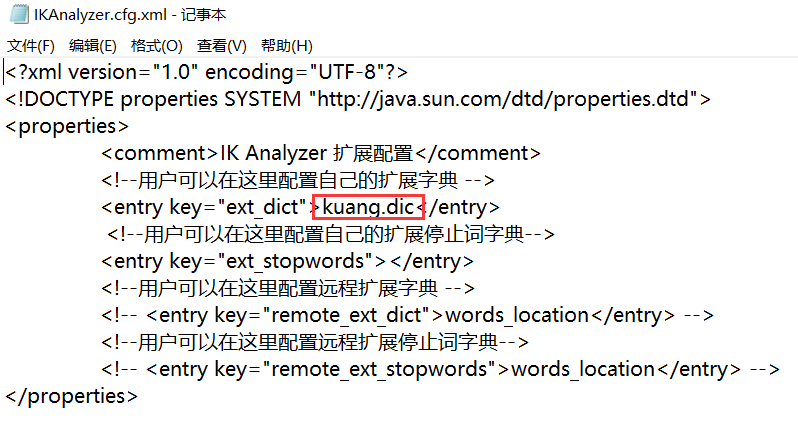 IKAnalyzer.cfg.xml - 记事本
文件(F) 编辑(E) 格式(O) 查看(V) 帮助(H)
<?xml version="1.0" encoding="UTF-8"?>
<!DOCTYPE properties SYSTEM "http://java.sun.com/dtd/properties.dtd">
<properties>
<comment>IK Analyzer 扩展配置</comment>
<!--用户可以在这里配置自己的扩展字典 -->
<entry key="ext_dict">kuang.dic</entry>
<!--用户可以在这里配置自己的扩展停止词字典-->
<entry key="ext_stopwords"></entry>
<!--用户可以在这里配置远程扩展字典 -->
<!-- <entry key="remote_ext_dict">words_location</entry> -->
<!--用户可以在这里配置远程扩展停止词字典-->
<!-- <entry key="remote_ext_stopwords">words_location</entry> -->
</properties>